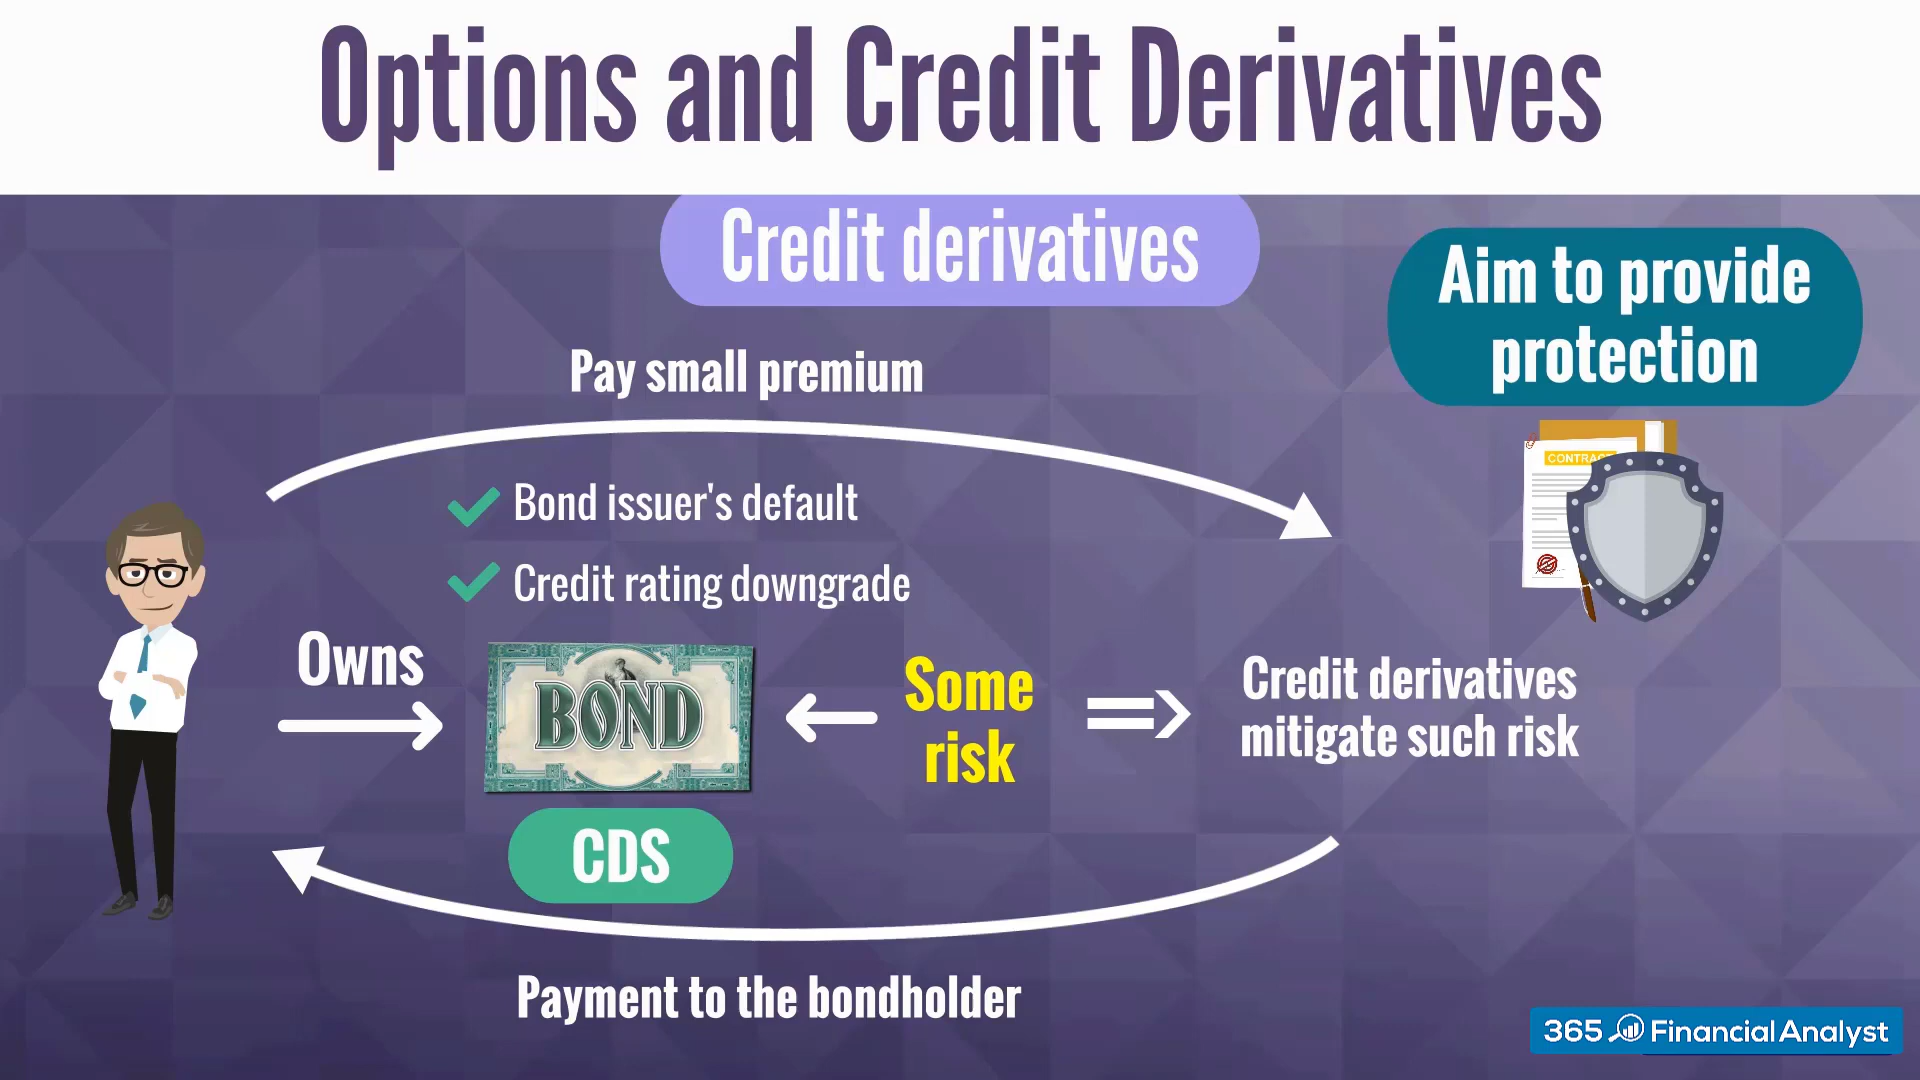 Options and Credit Derivatives
Credit derivatives
Aim to provide
protection
Pay small premium
CONTRAC
Bond issuer's default
Credit rating downgrade
Owns
BOND
Some
risk
Credit derivatives
mitigate such risk
CDS
Payment to the bondholder
365 Financial Analyst